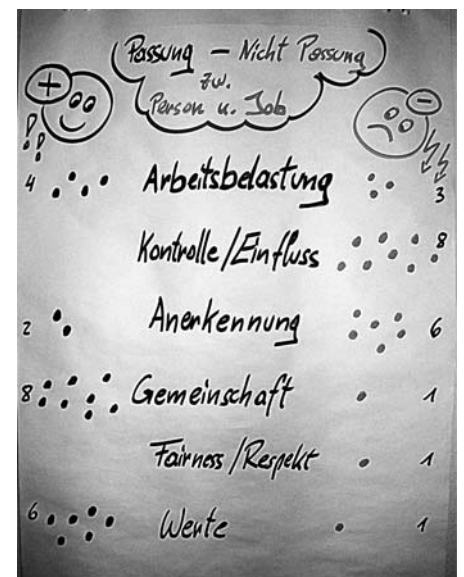 Passung – Nicht Passung
zw.
Person u. Job
+ –
4 Arbeitsbelastung 3
Kontrolle/Einfluss 8
2 Anerkennung 6
8 Gemeinschaft 1
Fairness/Respekt 1
6 Werte 1